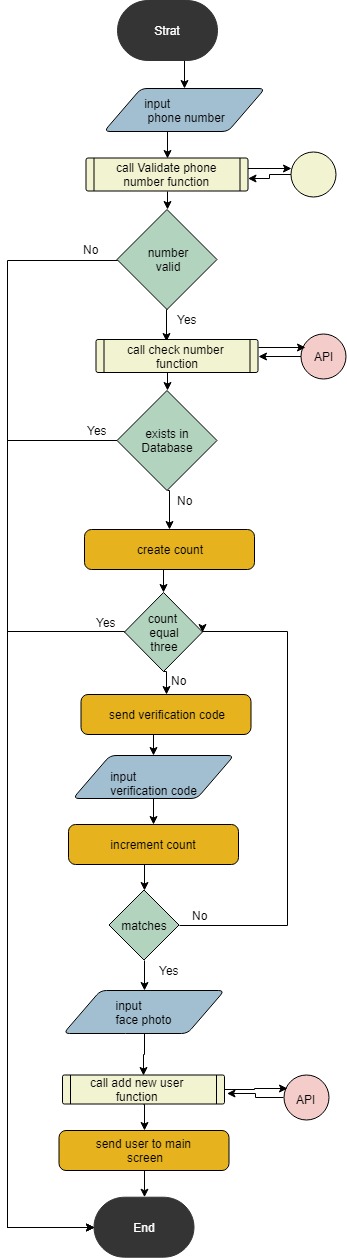 Strat
input
phone number
call Validate phone
number function
No
number
valid
Yes
call check number
function
API
Yes
exists in
Database
No
create count
Yes
count
equal
three
No
send verification code
input
verification code
increment count
matches
No
Yes
input
face photo
call add new user
function
API
send user to main
screen
End